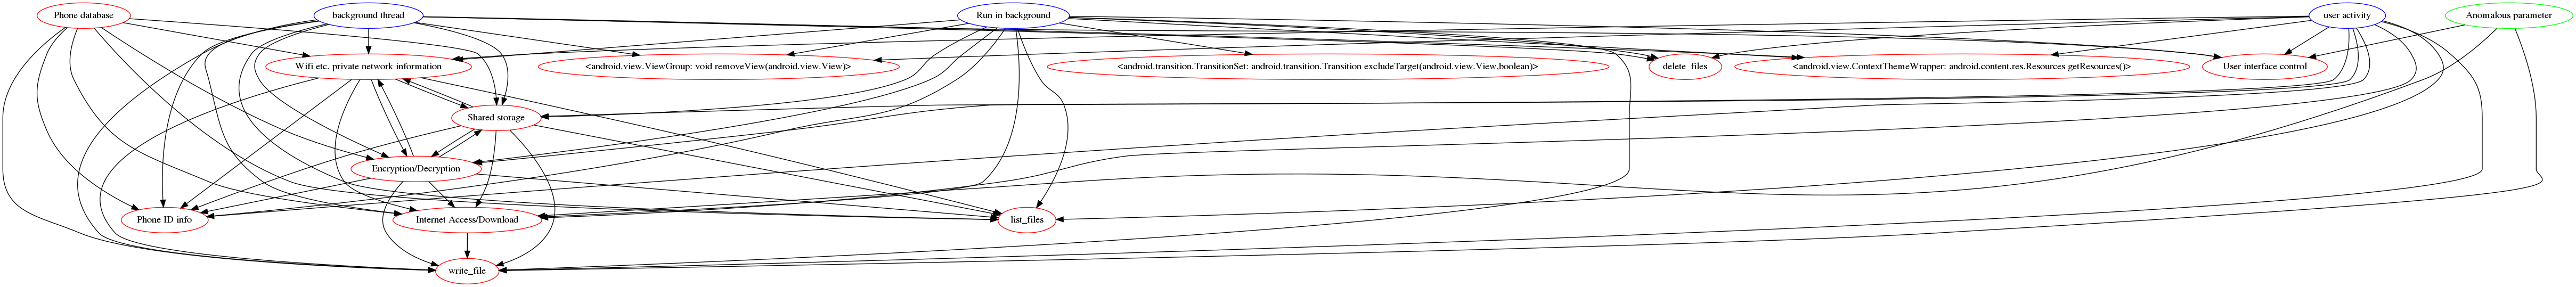 Phone database
background thread
Run in background
user activity
Anomalous parameter
Wifi etc. private network information
<android.view.ViewGroup: void removeView(android.view.View)>
<android.transition.TransitionSet: android.transition.Transition excludeTarget(android.view.View,boolean)>
delete_files
<android.view.ContextThemeWrapper: android.content.res.Resources getResources()>
User interface control
Shared storage
Encryption/Decryption
Phone ID info
Internet Access/Download
list_files
write_file